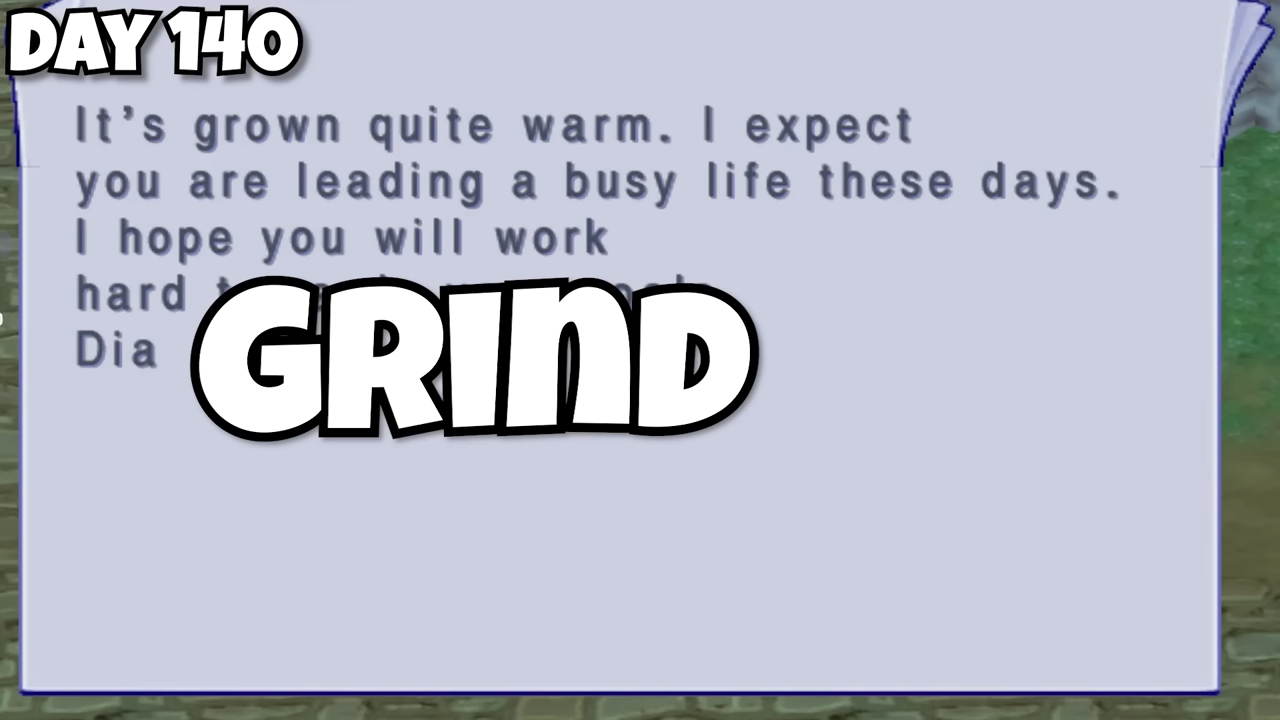 DAY 140
It's grown quite warm. I expect
you are leading a busy life these days.
I hope you will work
hard
GRIND
Dia